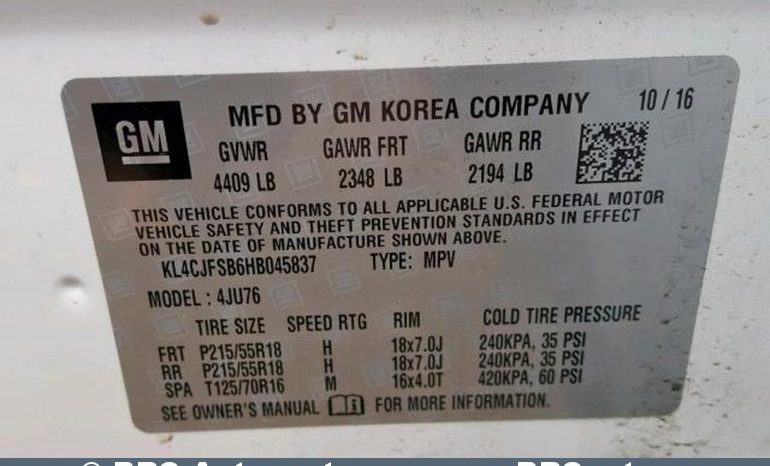 GM
MFD BY GM KOREA COMPANY 10 / 16
GVWR GAWR FRT GAWR RR
4409 LB 2348 LB 2194 LB
THIS VEHICLE CONFORMS TO ALL APPLICABLE U.S. FEDERAL MOTOR
VEHICLE SAFETY AND THEFT PREVENTION STANDARDS IN EFFECT
ON THE DATE OF MANUFACTURE SHOWN ABOVE.
KL4CJFSB6HB045837 TYPE: MPV
MODEL : 4JU76
TIRE SIZE SPEED RTG RIM COLD TIRE PRESSURE
FRT P215/55R18 H 18x7.0J 240KPA, 35 PSI
RR P215/55R18 H 18x7.0J 240KPA, 35 PSI
SPA T125/70R16 M 16x4.0T 420KPA, 60 PSI
SEE OWNER'S MANUAL FOR MORE INFORMATION.